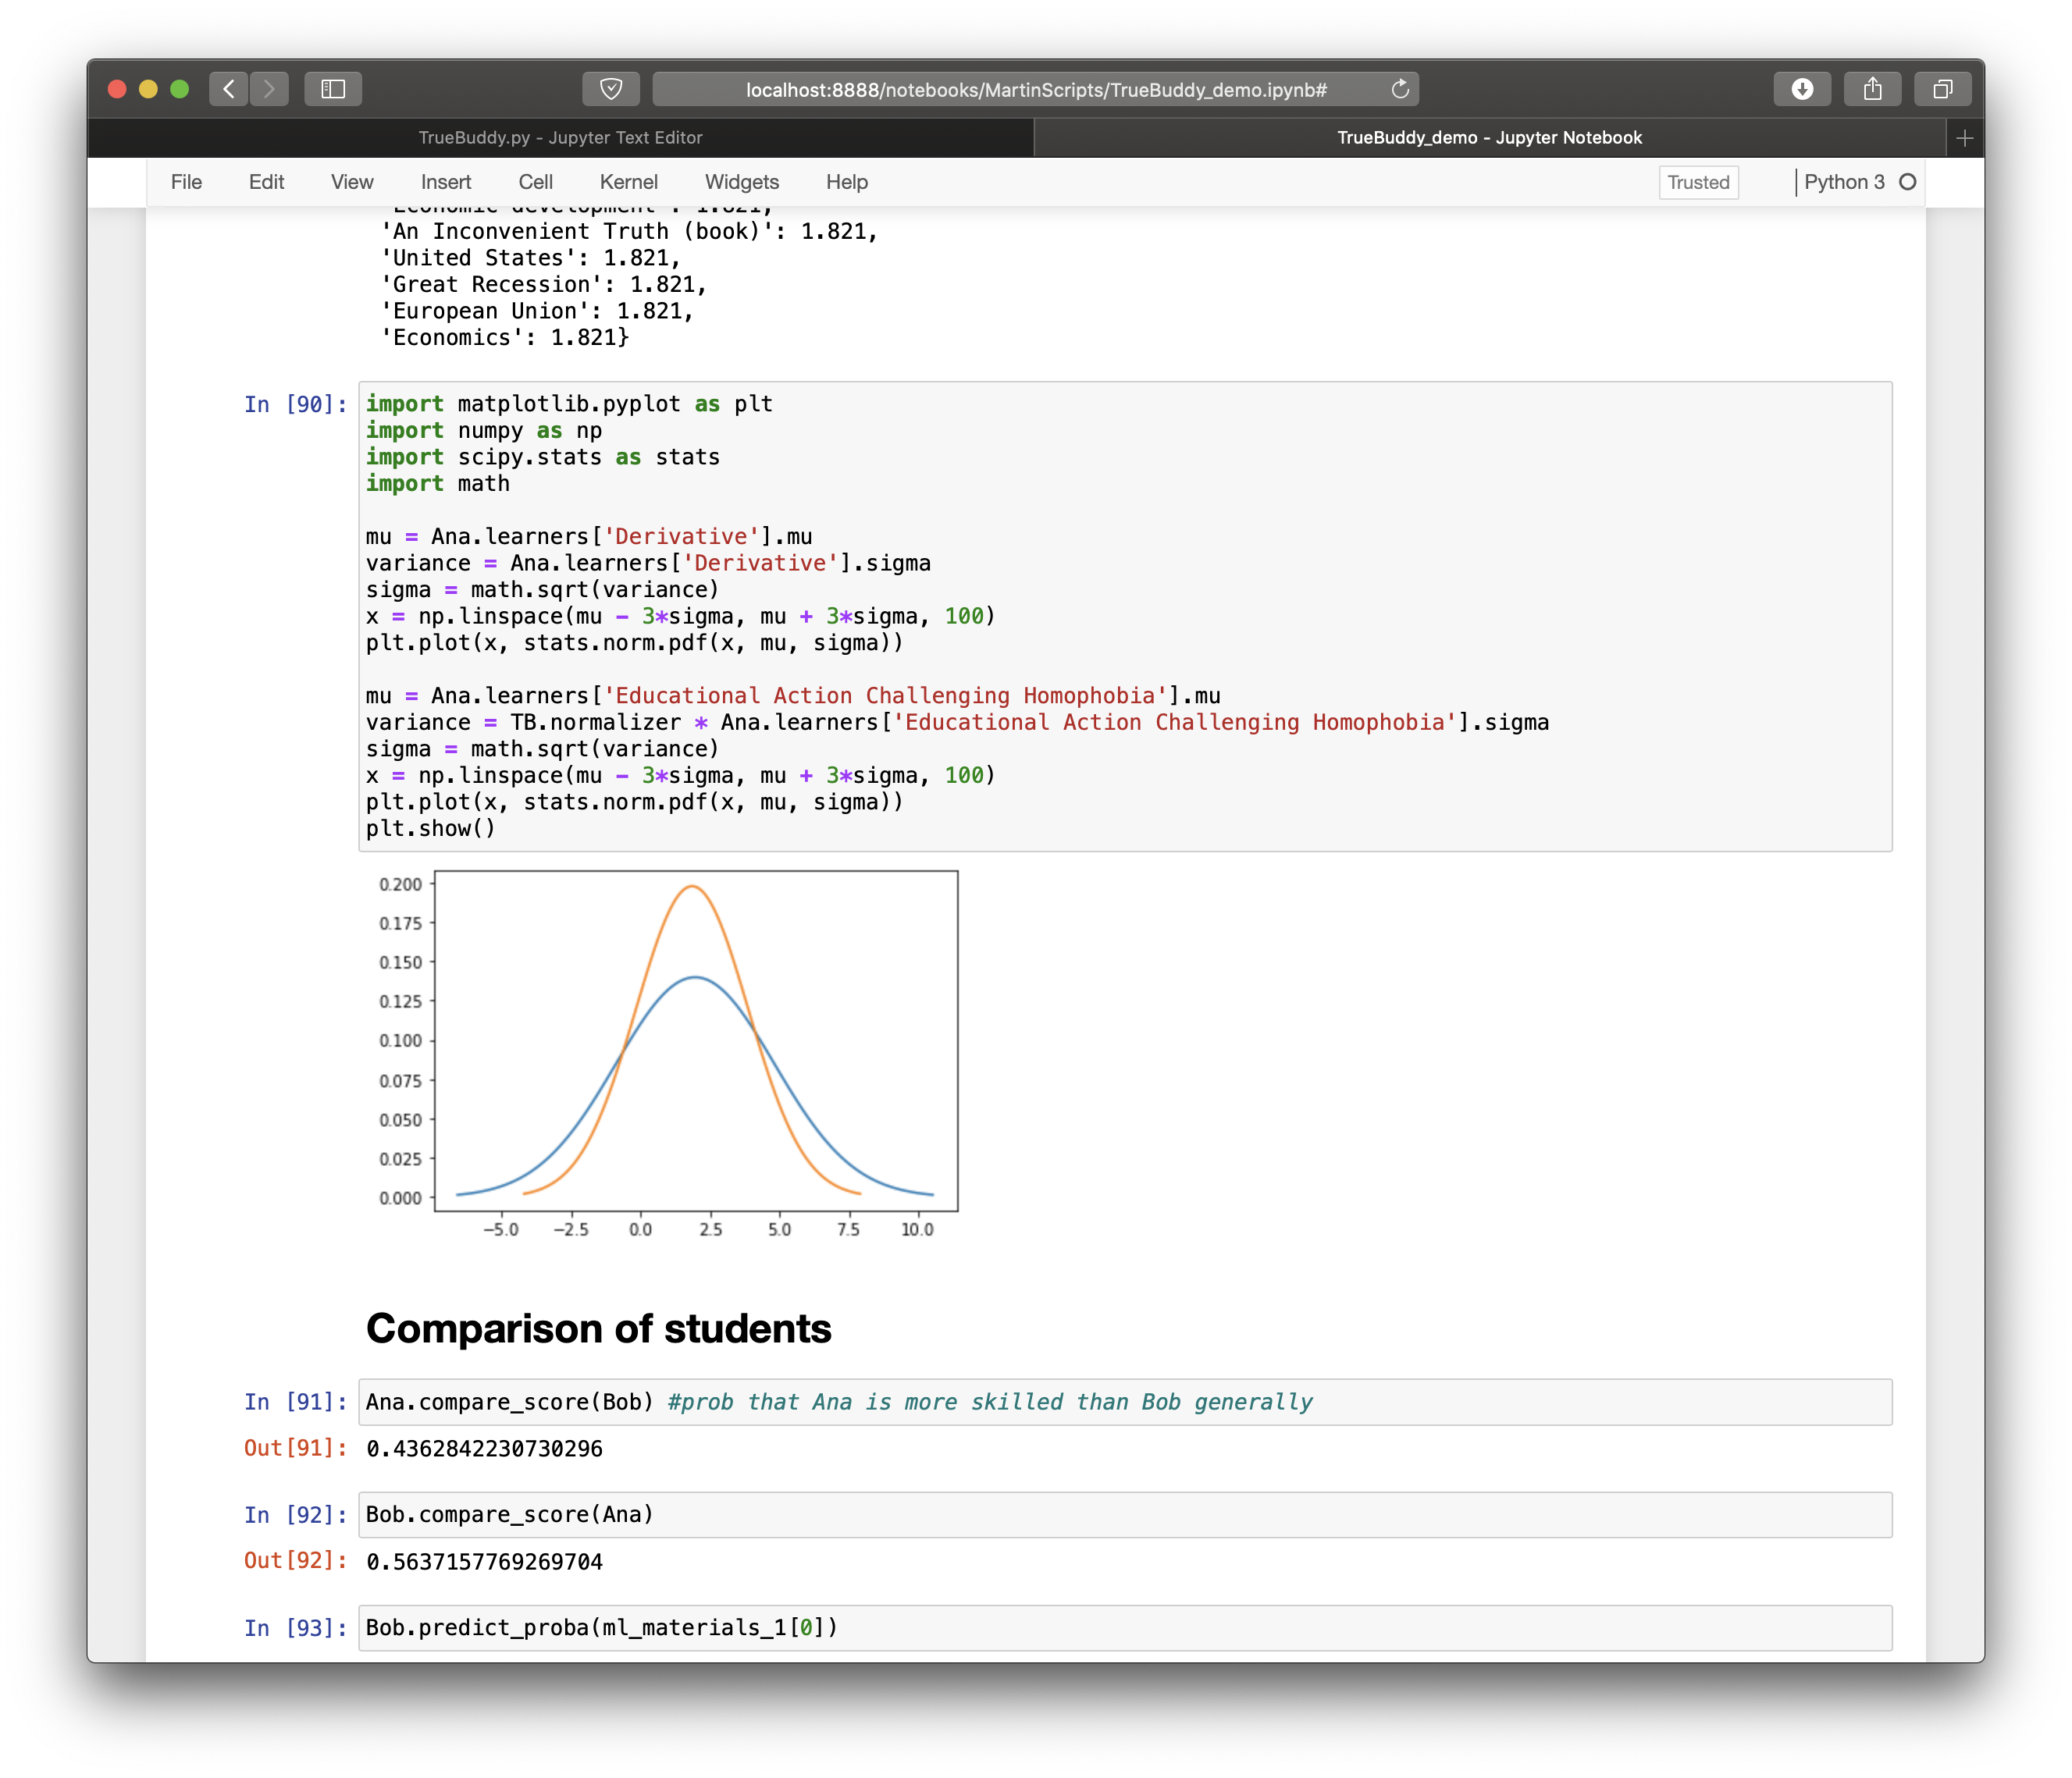 localhost:8888/notebooks/MartinScripts/TrueBuddy_demo.ipynb#
TrueBuddy.py - Jupyter Text Editor
TrueBuddy_demo - Jupyter Notebook
File Edit View Insert Cell Kernel Widgets Help Trusted Python 3
'Economic development': 1.821,
'An Inconvenient Truth (book)': 1.821,
'United States': 1.821,
'Great Recession': 1.821,
'European Union': 1.821,
'Economics': 1.821}
In [90]: import matplotlib.pyplot as plt
import numpy as np
import scipy.stats as stats
import math
mu = Ana.learners['Derivative'].mu
variance = Ana.learners['Derivative'].sigma
sigma = math.sqrt(variance)
x = np.linspace(mu - 3*sigma, mu + 3*sigma, 100)
plt.plot(x, stats.norm.pdf(x, mu, sigma))
mu = Ana.learners['Educational Action Challenging Homophobia'].mu
variance = TB.normalizer * Ana.learners['Educational Action Challenging Homophobia'].sigma
sigma = math.sqrt(variance)
x = np.linspace(mu - 3*sigma, mu + 3*sigma, 100)
plt.plot(x, stats.norm.pdf(x, mu, sigma))
plt.show()
0.200
0.175
0.150
0.125
0.100
0.075
0.050
0.025
0.000
−5.0 −2.5 0.0 2.5 5.0 7.5 10.0
Comparison of students
In [91]: Ana.compare_score(Bob) #prob that Ana is more skilled than Bob generally
Out[91]: 0.4362842230730296
In [92]: Bob.compare_score(Ana)
Out[92]: 0.5637157769269704
In [93]: Bob.predict_proba(ml_materials_1[0])